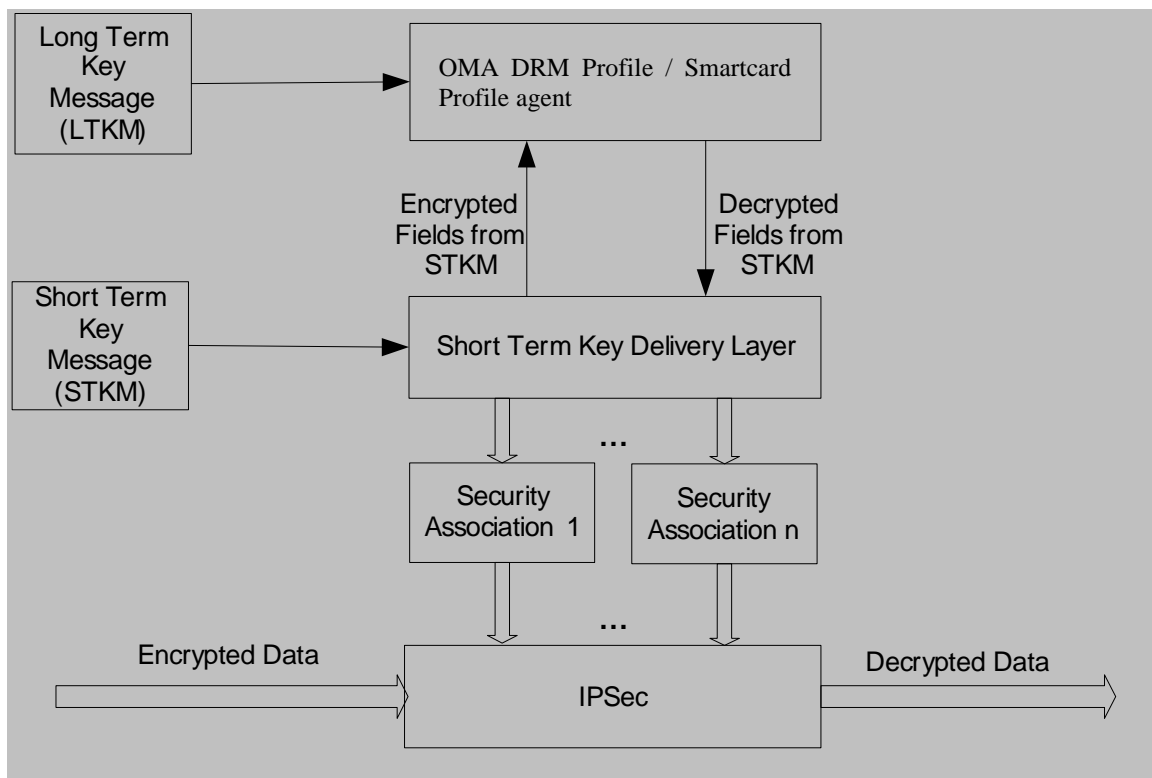 Long Term
Key
Message
(LTKM)
OMA DRM Profile / Smartcard
Profile agent
Encrypted
Fields from
STKM
Decrypted
Fields from
STKM
Short Term
Key
Message
(STKM)
Short Term Key Delivery Layer
...
Security
Association 1
Security
Association n
...
Encrypted Data
IPSec
Decrypted Data